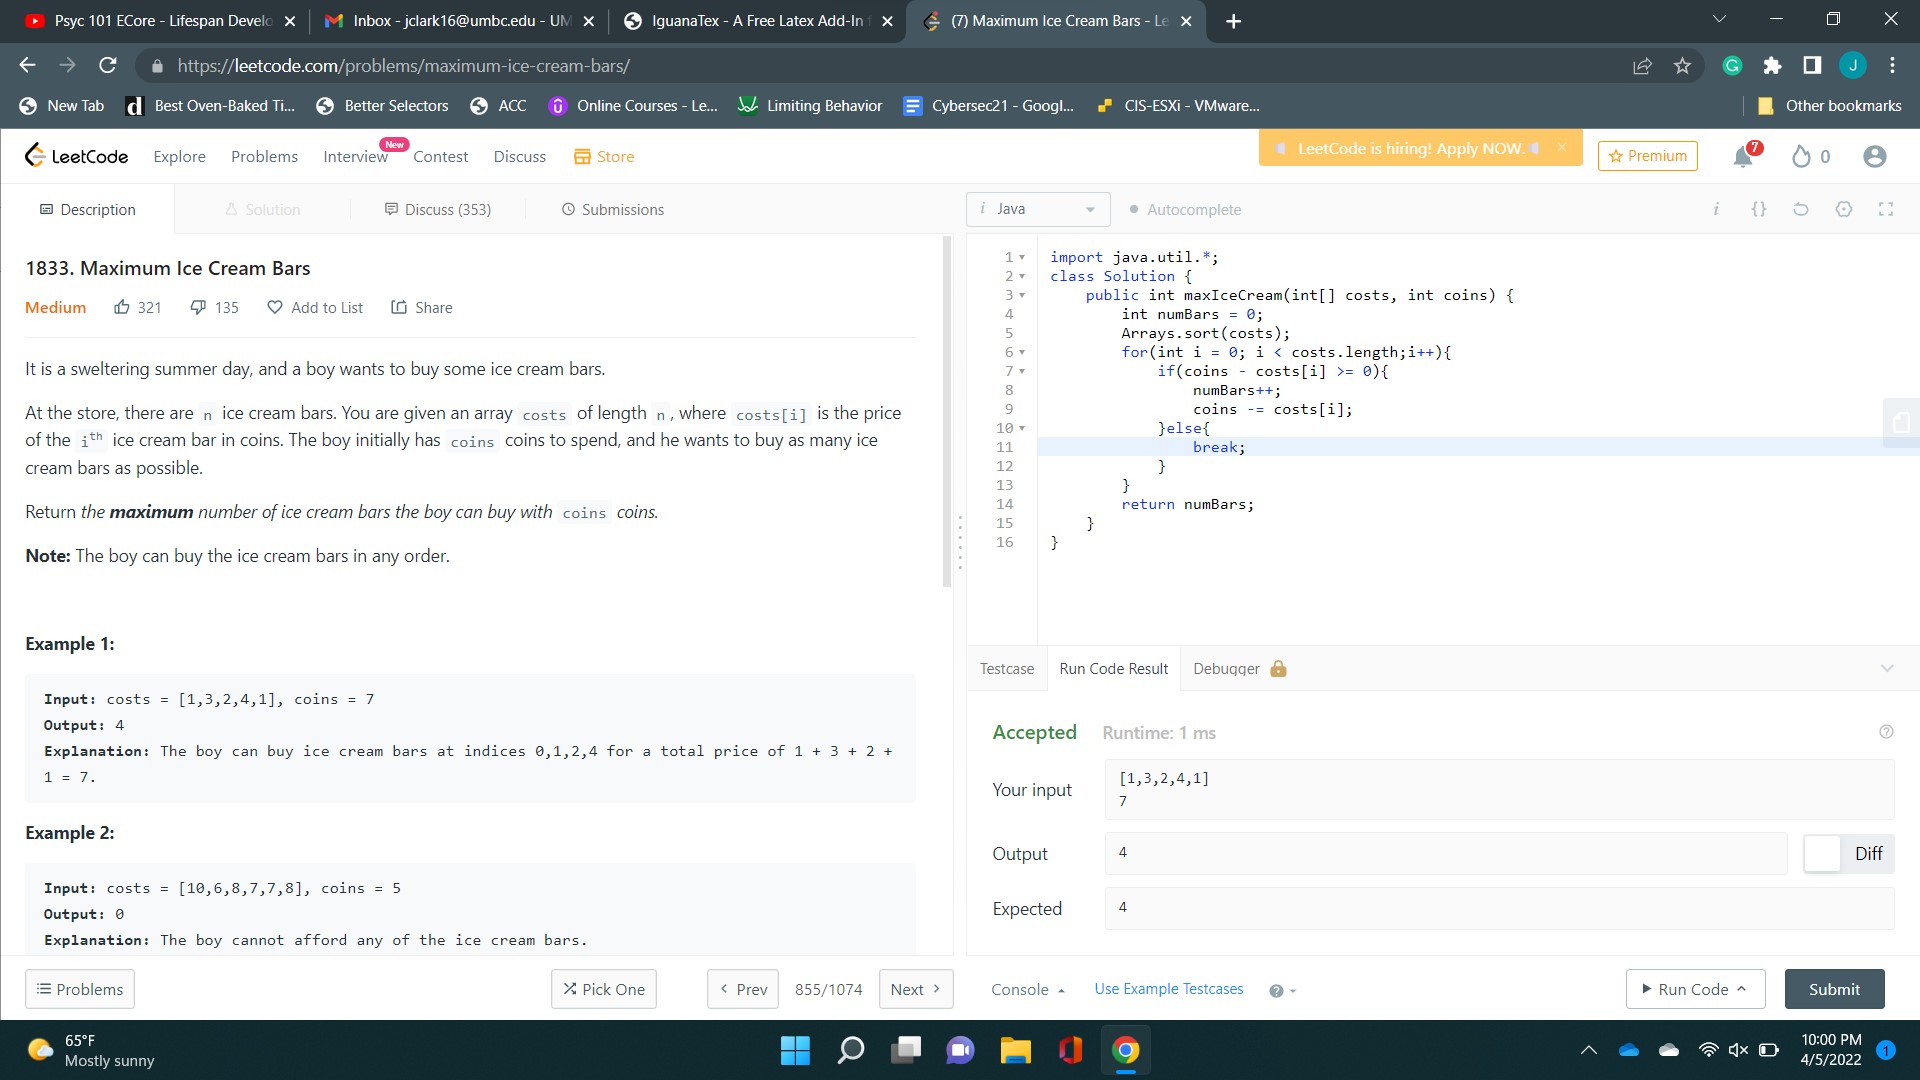 Psyc 101 ECore - Lifespan Develo
Inbox - jclark16@umbc.edu - UM
IguanaTex - A Free Latex Add-In f
(7) Maximum Ice Cream Bars - Le
https://leetcode.com/problems/maximum-ice-cream-bars/
G
J
New Tab
d Best Oven-Baked Ti...
Better Selectors
ACC
Online Courses - Le...
Limiting Behavior
Cybersec21 - Googl...
CIS-ESXi - VMware...
Other bookmarks
LeetCode
Explore
Problems
Interview
New
Contest
Discuss
Store
LeetCode is hiring! Apply NOW.
Premium
7
0
Description
Solution
Discuss (353)
Submissions
i Java
Autocomplete
i {}
1833. Maximum Ice Cream Bars
Medium 321 135 Add to List Share
It is a sweltering summer day, and a boy wants to buy some ice cream bars.
At the store, there are n ice cream bars. You are given an array costs of length n, where costs[i] is the price
of the ith ice cream bar in coins. The boy initially has coins coins to spend, and he wants to buy as many ice
cream bars as possible.
Return the maximum number of ice cream bars the boy can buy with coins coins.
Note: The boy can buy the ice cream bars in any order.
Example 1:
Input: costs = [1,3,2,4,1], coins = 7
Output: 4
Explanation: The boy can buy ice cream bars at indices 0,1,2,4 for a total price of 1 + 3 + 2 +
1 = 7.
Example 2:
Input: costs = [10,6,8,7,7,8], coins = 5
Output: 0
Explanation: The boy cannot afford any of the ice cream bars.
1 import java.util.*;
2 class Solution {
3 public int maxIceCream(int[] costs, int coins) {
4 int numBars = 0;
5 Arrays.sort(costs);
6 for(int i = 0; i < costs.length;i++){
7 if(coins - costs[i] >= 0){
8 numBars++;
9 coins -= costs[i];
10 }else{
11 break;
12 }
13 }
14 return numBars;
15 }
16 }
Testcase
Run Code Result
Debugger
Accepted Runtime: 1 ms
Your input
[1,3,2,4,1]
7
Output
4
Diff
Expected
4
Problems
Pick One
Prev
855/1074
Next
Console
Use Example Testcases
Run Code
Submit
65°F
Mostly sunny
10:00 PM
4/5/2022
1